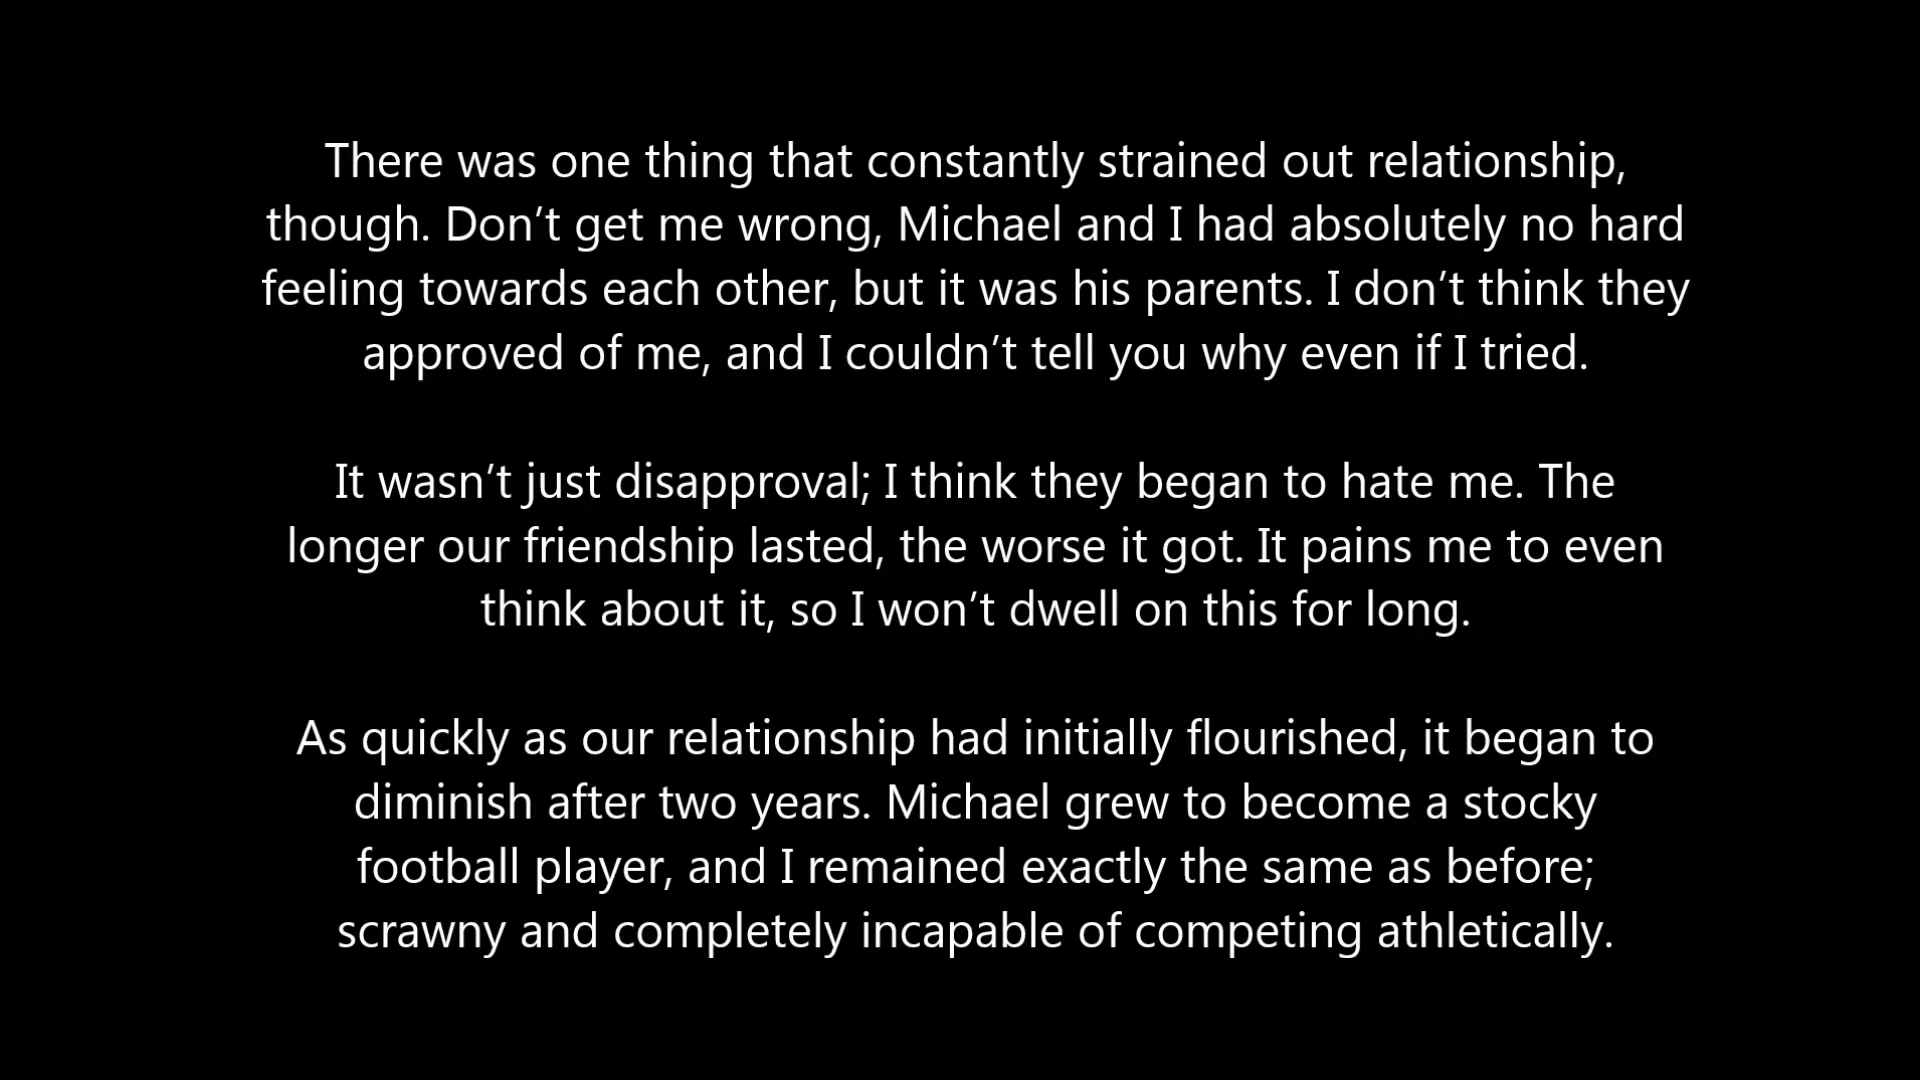 There was one thing that constantly strained out relationship,
though. Don’t get me wrong, Michael and I had absolutely no hard
feeling towards each other, but it was his parents. I don’t think they
approved of me, and I couldn’t tell you why even if I tried.
It wasn’t just disapproval; I think they began to hate me. The
longer our friendship lasted, the worse it got. It pains me to even
think about it, so I won’t dwell on this for long.
As quickly as our relationship had initially flourished, it began to
diminish after two years. Michael grew to become a stocky
football player, and I remained exactly the same as before;
scrawny and completely incapable of competing athletically.